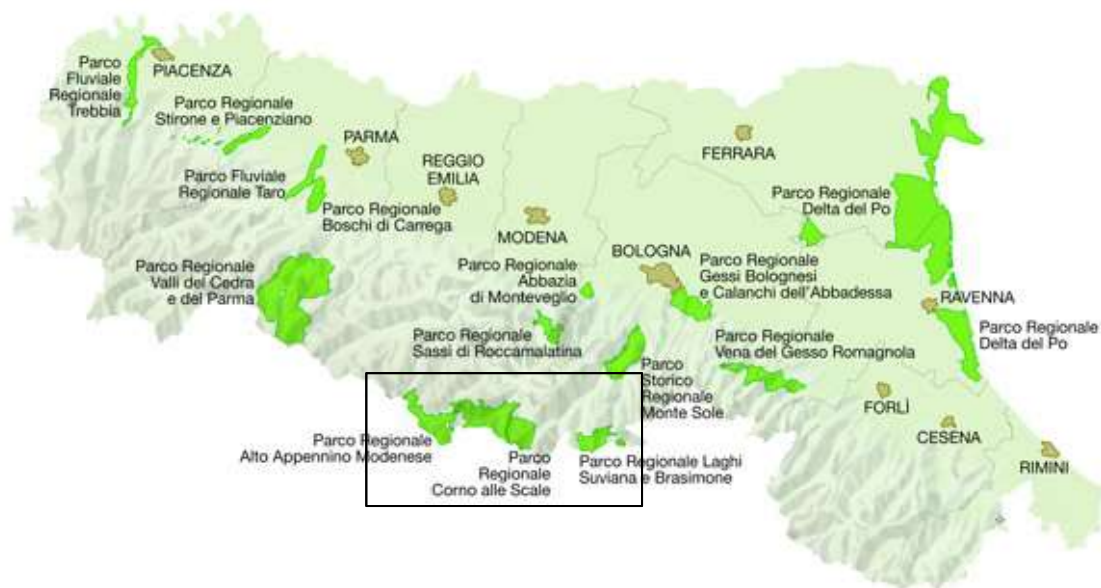 Parco
Fluviale
Regionale
Trebbia
PIACENZA
Parco Regionale
Stirone e Piacenziano
PARMA
Parco Fluviale
Regionale Taro
REGGIO
EMILIA
Parco Regionale
Boschi di Carrega
MODENA
FERRARA
Parco Regionale
Delta del Po
BOLOGNA
Parco Regionale
Valli del Cedra
e del Parma
Parco Regionale
Abbazia
di Monteveglio
Parco Regionale
Gessi Bolognesi
e Calanchi dell'Abbadessa
RAVENNA
Parco Regionale
Delta del Po
Parco Regionale
Sassi di Roccamalatina
Parco Regionale
Vena del Gesso Romagnola
Parco
Storico
Regionale
Monte Sole
FORLÌ
CESENA
RIMINI
Parco Regionale
Alto Appennino Modenese
Parco
Regionale
Corno alle Scale
Parco Regionale Laghi
Suviana e Brasimone